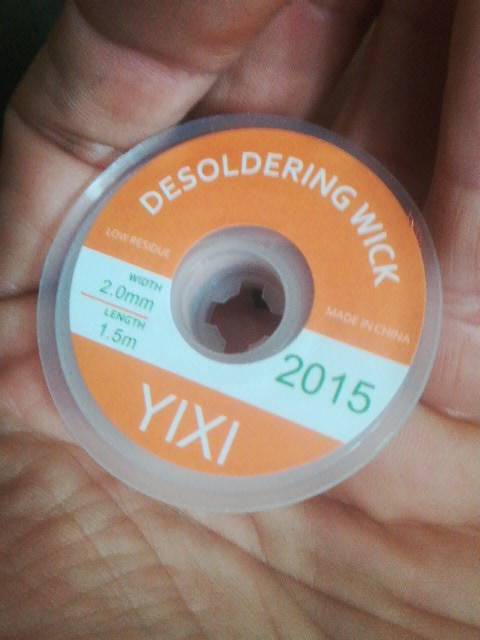 DESOLDERING WICK
LOW RESIDUE
WIDTH
2.0mm
LENGTH
1.5m
MADE IN CHINA
2015
YIXI